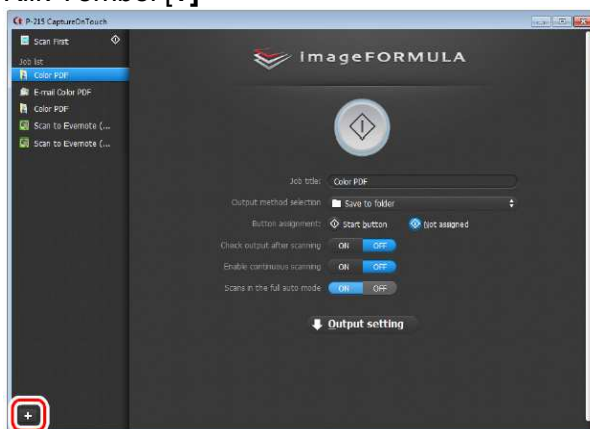 Klik Tombol [+]
P-215 CaptureOnTouch
Scan First
Job list
Color PDF
E-mail Color PDF
Color PDF
Scan to Evernote (...
Scan to Evernote (...
imageFORMULA
Job title: Color PDF
Output method selection Save to folder
Button assignment: Start button Not assigned
Check output after scanning ON OFF
Enable continuous scanning ON OFF
Scans in the full auto mode ON OFF
Output setting
+